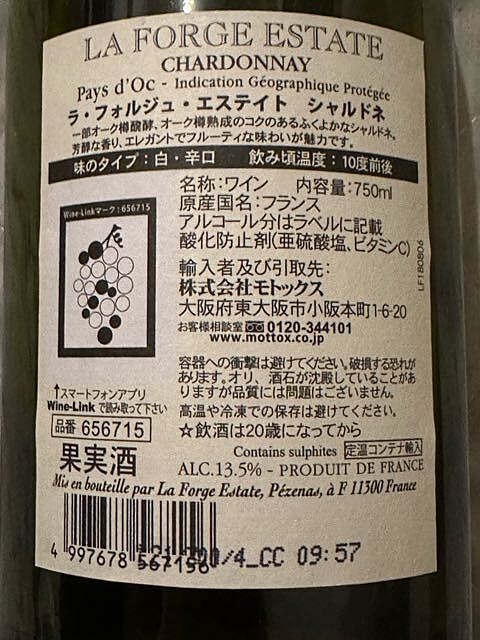 LA FORGE ESTATE
CHARDONNAY
Pays d'Oc - Indication Géographique Protégée
ラ・フォルジュ・エステイト シャルドネ
一部オーク樽醗酵、オーク樽熟成のコクのあるふくよかなシャルドネ。
芳醇な香り、エレガントでフルーティな味わいが魅力です。
味のタイプ:白・辛口 飲み頃温度:10度前後
名称:ワイン 内容量:750ml
原産国名:フランス
アルコール分はラベルに記載
酸化防止剤(亜硫酸塩、ビタミンC)
輸入者及び引取先:
株式会社モトックス
大阪府東大阪市小阪本町1-6-20
お客様相談室 0120-344101
www.mottox.co.jp
LF180806
Wine-Linkマーク:656715
容器への衝撃は避けてください。破損する恐れが
あります。オリ、酒石が沈殿していることがあ
りますが品質には問題はございません。
高温や冷凍での保存は避けてください。
☆飲酒は20歳になってから
↑スマートフォンアプリ
Wine-Linkで読み取って下さい
品番 656715
果実酒
Contains sulphites 定温コンテナ輸入
ALC.13.5% - PRODUIT DE FRANCE
Mis en bouteille par La Forge Estate, Pézenas, à F 11300 France
4 997678 567156
/4_CC 09:57